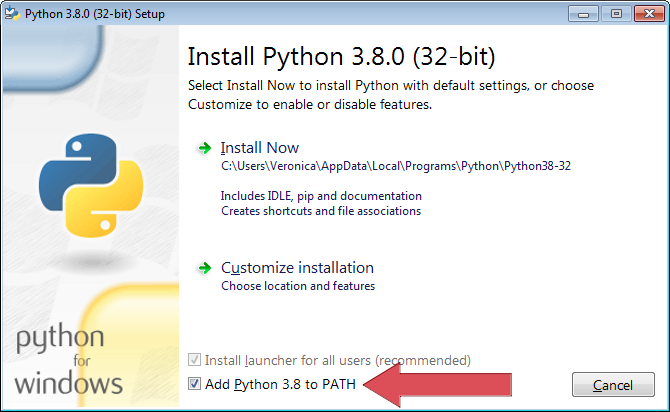 Python 3.8.0 (32-bit) Setup
Install Python 3.8.0 (32-bit)
Select Install Now to install Python with default settings, or choose
Customize to enable or disable features.
Install Now
C:\Users\Veronica\AppData\Local\Programs\Python\Python38-32
Includes IDLE, pip and documentation
Creates shortcuts and file associations
Customize installation
Choose location and features
python
for
windows
Install launcher for all users (recommended)
Add Python 3.8 to PATH
Cancel